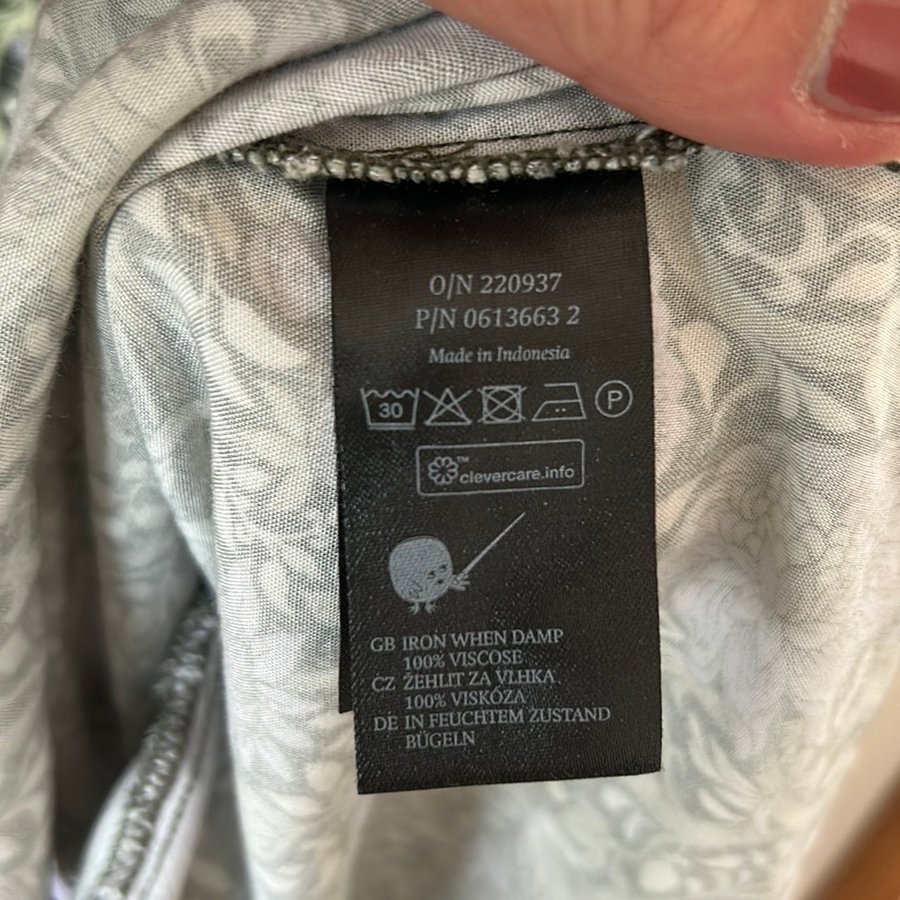 O/N 220937
P/N 0613663 2
Made in Indonesia
30 P
™clevercare.info
GB IRON WHEN DAMP
100% VISCOSE
CZ ŽEHLIT ZA VLHKA
100% VISKÓZA
DE IN FEUCHTEM ZUSTAND
BÜGELN